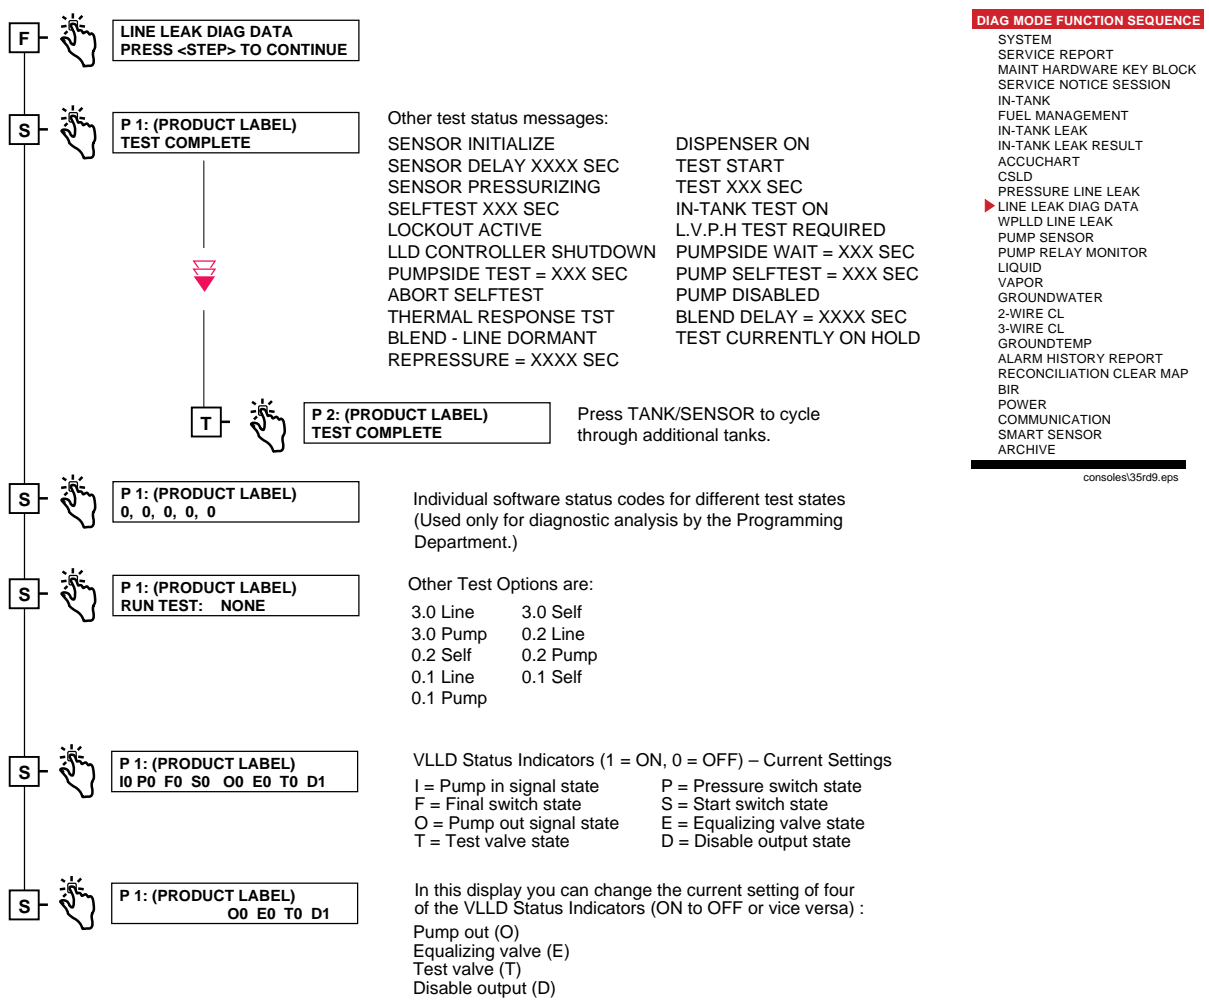 F
LINE LEAK DIAG DATA
PRESS <STEP> TO CONTINUE
S
P 1: (PRODUCT LABEL)
TEST COMPLETE
Other test status messages:
SENSOR INITIALIZE
SENSOR DELAY XXXX SEC
SENSOR PRESSURIZING
SELFTEST XXX SEC
LOCKOUT ACTIVE
LLD CONTROLLER SHUTDOWN
PUMPSIDE TEST = XXX SEC
ABORT SELFTEST
THERMAL RESPONSE TST
BLEND - LINE DORMANT
REPRESSURE = XXXX SEC
DISPENSER ON
TEST START
TEST XXX SEC
IN-TANK TEST ON
L.V.P.H TEST REQUIRED
PUMPSIDE WAIT = XXX SEC
PUMP SELFTEST = XXX SEC
PUMP DISABLED
BLEND DELAY = XXXX SEC
TEST CURRENTLY ON HOLD
T
P 2: (PRODUCT LABEL)
TEST COMPLETE
Press TANK/SENSOR to cycle
through additional tanks.
S
P 1: (PRODUCT LABEL)
0, 0, 0, 0, 0
Individual software status codes for different test states
(Used only for diagnostic analysis by the Programming
Department.)
S
P 1: (PRODUCT LABEL)
RUN TEST: NONE
Other Test Options are:
3.0 Line 3.0 Self
3.0 Pump 0.2 Line
0.2 Self 0.2 Pump
0.1 Line 0.1 Self
0.1 Pump
S
P 1: (PRODUCT LABEL)
I0 P0 F0 S0 O0 E0 T0 D1
VLLD Status Indicators (1 = ON, 0 = OFF) – Current Settings
I = Pump in signal state P = Pressure switch state
F = Final switch state S = Start switch state
O = Pump out signal state E = Equalizing valve state
T = Test valve state D = Disable output state
S
P 1: (PRODUCT LABEL)
O0 E0 T0 D1
In this display you can change the current setting of four
of the VLLD Status Indicators (ON to OFF or vice versa) :
Pump out (O)
Equalizing valve (E)
Test valve (T)
Disable output (D)
DIAG MODE FUNCTION SEQUENCE
SYSTEM
SERVICE REPORT
MAINT HARDWARE KEY BLOCK
SERVICE NOTICE SESSION
IN-TANK
FUEL MANAGEMENT
IN-TANK LEAK
IN-TANK LEAK RESULT
ACCUCHART
CSLD
PRESSURE LINE LEAK
LINE LEAK DIAG DATA
WPLLD LINE LEAK
PUMP SENSOR
PUMP RELAY MONITOR
LIQUID
VAPOR
GROUNDWATER
2-WIRE CL
3-WIRE CL
GROUNDTEMP
ALARM HISTORY REPORT
RECONCILIATION CLEAR MAP
BIR
POWER
COMMUNICATION
SMART SENSOR
ARCHIVE
consoles\35rd9.eps